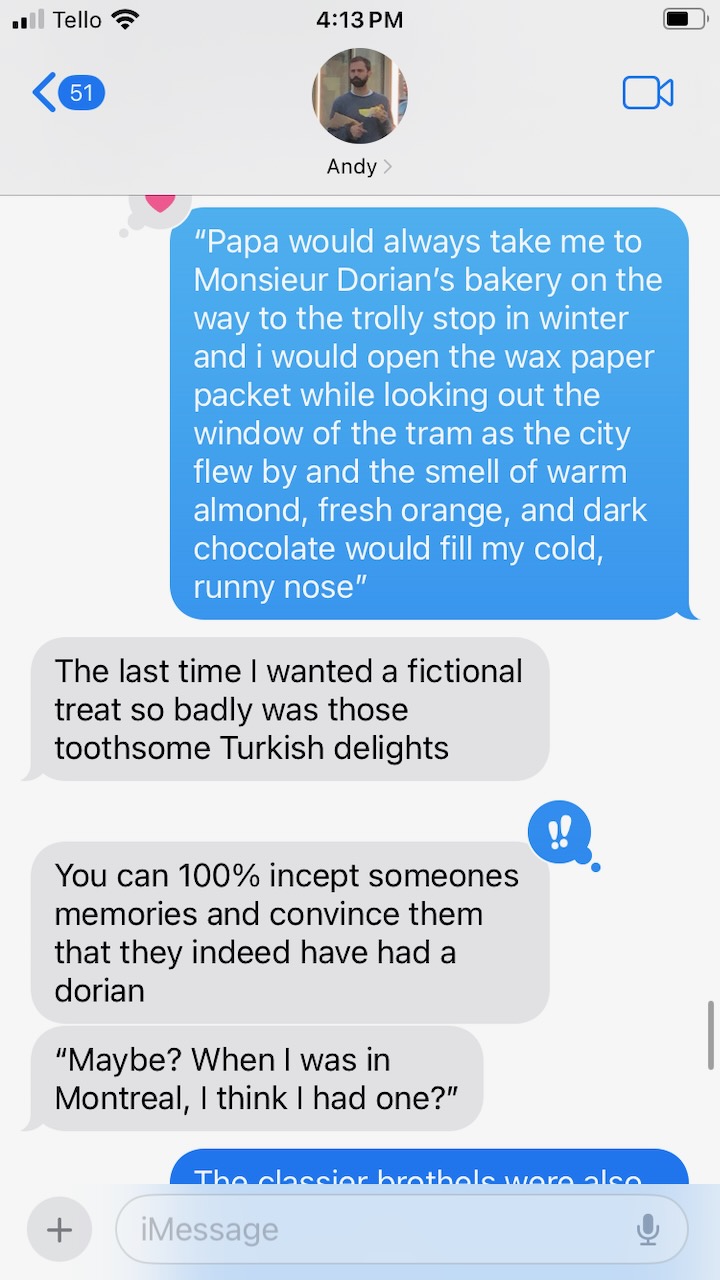 Tello
4:13 PM
51
Andy
“Papa would always take me to
Monsieur Dorian’s bakery on the
way to the trolly stop in winter
and i would open the wax paper
packet while looking out the
window of the tram as the city
flew by and the smell of warm
almond, fresh orange, and dark
chocolate would fill my cold,
runny nose”
The last time I wanted a fictional
treat so badly was those
toothsome Turkish delights
!!
You can 100% incept someones
memories and convince them
that they indeed have had a
dorian
“Maybe? When I was in
Montreal, I think I had one?”
The classier brothels were also
iMessage